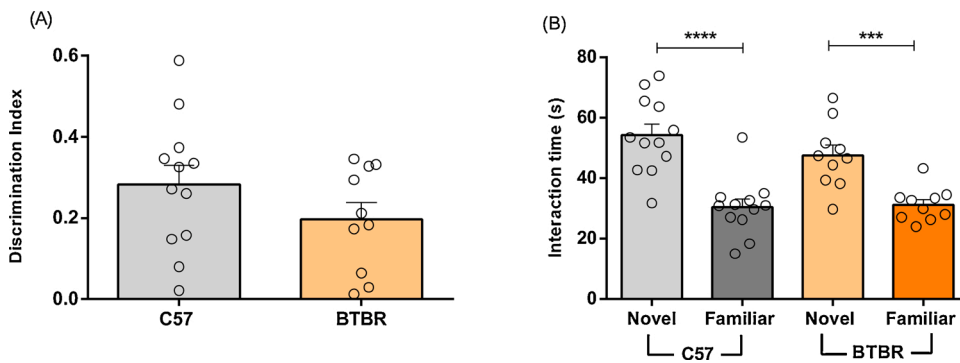 (A)
Discrimination Index
0.6
0.4
0.2
0.0
C57
BTBR
(B)
Interaction time (s)
80
60
40
20
0
****
***
Novel
Familiar
Novel
Familiar
C57
BTBR